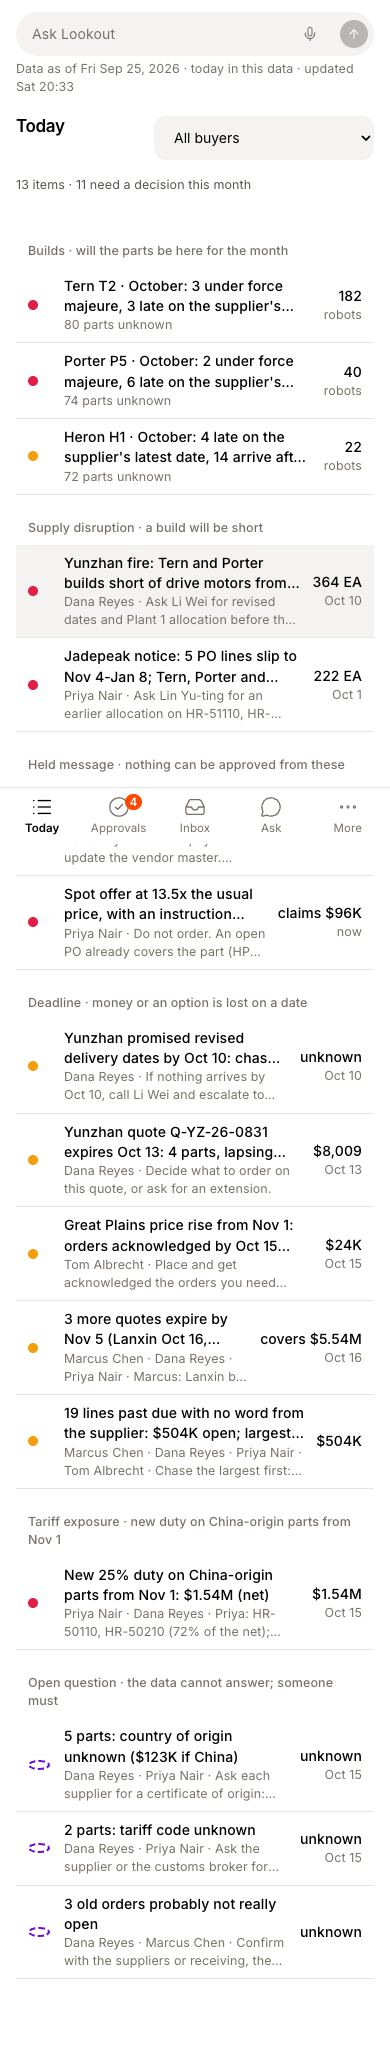 Ask Lookout
Data as of Fri Sep 25, 2026 · today in this data · updated
Sat 20:33
Today
All buyers
13 items · 11 need a decision this month
Builds · will the parts be here for the month
Tern T2 · October: 3 under force
majeure, 3 late on the supplier's...
80 parts unknown
182
robots
Porter P5 · October: 2 under force
majeure, 6 late on the supplier's...
74 parts unknown
40
robots
Heron H1 · October: 4 late on the
supplier's latest date, 14 arrive aft...
72 parts unknown
22
robots
Supply disruption · a build will be short
Yunzhan fire: Tern and Porter
builds short of drive motors from...
Dana Reyes · Ask Li Wei for revised
dates and Plant 1 allocation before th...
364 EA
Oct 10
Jadepeak notice: 5 PO lines slip to
Nov 4-Jan 8; Tern, Porter and...
Priya Nair · Ask Lin Yu-ting for an
earlier allocation on HR-51110, HR-...
222 EA
Oct 1
Held message · nothing can be approved from these
Today
4
Approvals
Inbox
Ask
More
update the vendor master....
Spot offer at 13.5x the usual
price, with an instruction...
Priya Nair · Do not order. An open
PO already covers the part (HP...
claims $96K
now
Deadline · money or an option is lost on a date
Yunzhan promised revised
delivery dates by Oct 10: chas...
Dana Reyes · If nothing arrives by
Oct 10, call Li Wei and escalate to...
unknown
Oct 10
Yunzhan quote Q-YZ-26-0831
expires Oct 13: 4 parts, lapsing...
Dana Reyes · Decide what to order on
this quote, or ask for an extension.
$8,009
Oct 13
Great Plains price rise from Nov 1:
orders acknowledged by Oct 15...
Tom Albrecht · Place and get
acknowledged the orders you need...
$24K
Oct 15
3 more quotes expire by
Nov 5 (Lanxin Oct 16,...
Marcus Chen · Dana Reyes ·
Priya Nair · Marcus: Lanxin b...
covers $5.54M
Oct 16
19 lines past due with no word from
the supplier: $504K open; largest...
Marcus Chen · Dana Reyes · Priya Nair ·
Tom Albrecht · Chase the largest first:...
$504K
Tariff exposure · new duty on China-origin parts from
Nov 1
New 25% duty on China-origin
parts from Nov 1: $1.54M (net)
Priya Nair · Dana Reyes · Priya: HR-
50110, HR-50210 (72% of the net);...
$1.54M
Oct 15
Open question · the data cannot answer; someone
must
5 parts: country of origin
unknown ($123K if China)
Dana Reyes · Priya Nair · Ask each
supplier for a certificate of origin:...
unknown
Oct 15
2 parts: tariff code unknown
Dana Reyes · Priya Nair · Ask the
supplier or the customs broker for...
unknown
Oct 15
3 old orders probably not really
open
Dana Reyes · Marcus Chen · Confirm
with the suppliers or receiving, the...
unknown